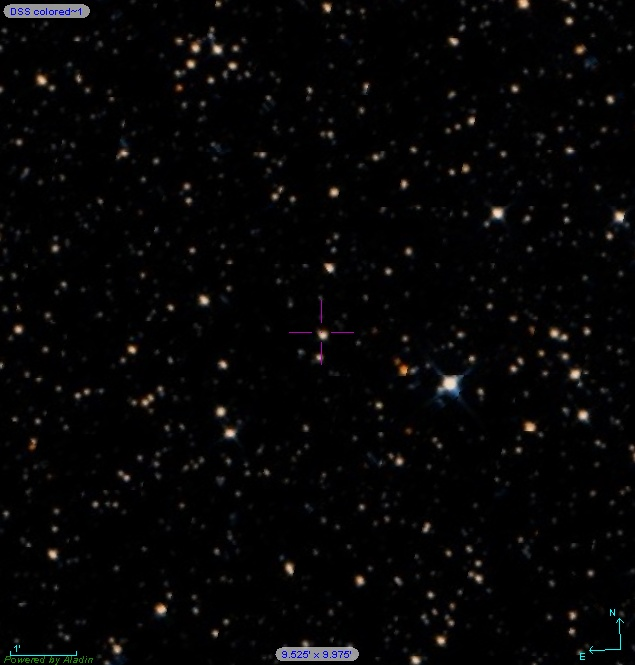 DSS colored~1
N
1'
9.525' x 9.975'
E
Powered by Aladin